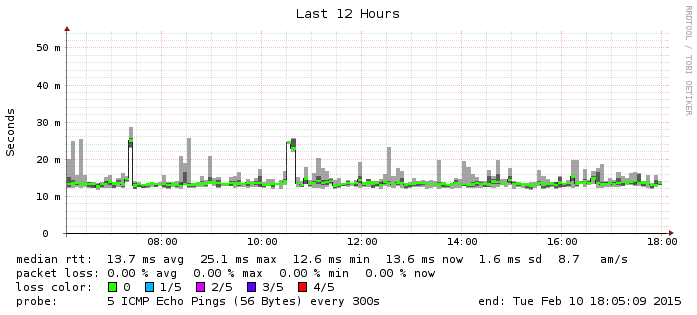 Last 12 Hours
RRDTOOL / TOBI OETIKER
Seconds
50 m
40 m
30 m
20 m
10 m
0
08:00 10:00 12:00 14:00 16:00 18:00
median rtt: 13.7 ms avg 25.1 ms max 12.6 ms min 13.6 ms now 1.6 ms sd 8.7 am/s
packet loss: 0.00 % avg 0.00 % max 0.00 % min 0.00 % now
loss color: 0 1/5 2/5 3/5 4/5
probe: 5 ICMP Echo Pings (56 Bytes) every 300s end: Tue Feb 10 18:05:09 2015